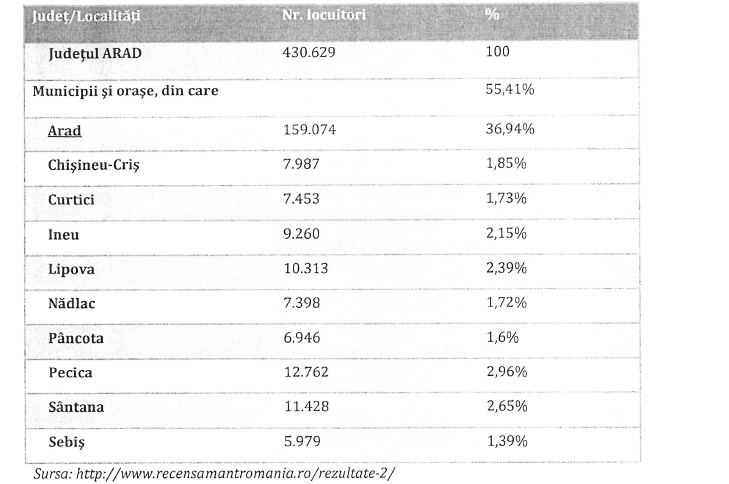 Județ/Localități Nr. locuitori %
Județul ARAD 430.629 100
Municipii și orașe, din care 55,41%
Arad 159.074 36,94%
Chișineu-Criș 7.987 1,85%
Curtici 7.453 1,73%
Ineu 9.260 2,15%
Lipova 10.313 2,39%
Nădlac 7.398 1,72%
Pâncota 6.946 1,6%
Pecica 12.762 2,96%
Sântana 11.428 2,65%
Sebiș 5.979 1,39%
Sursa: http://www.recensamantromania.ro/rezultate-2/